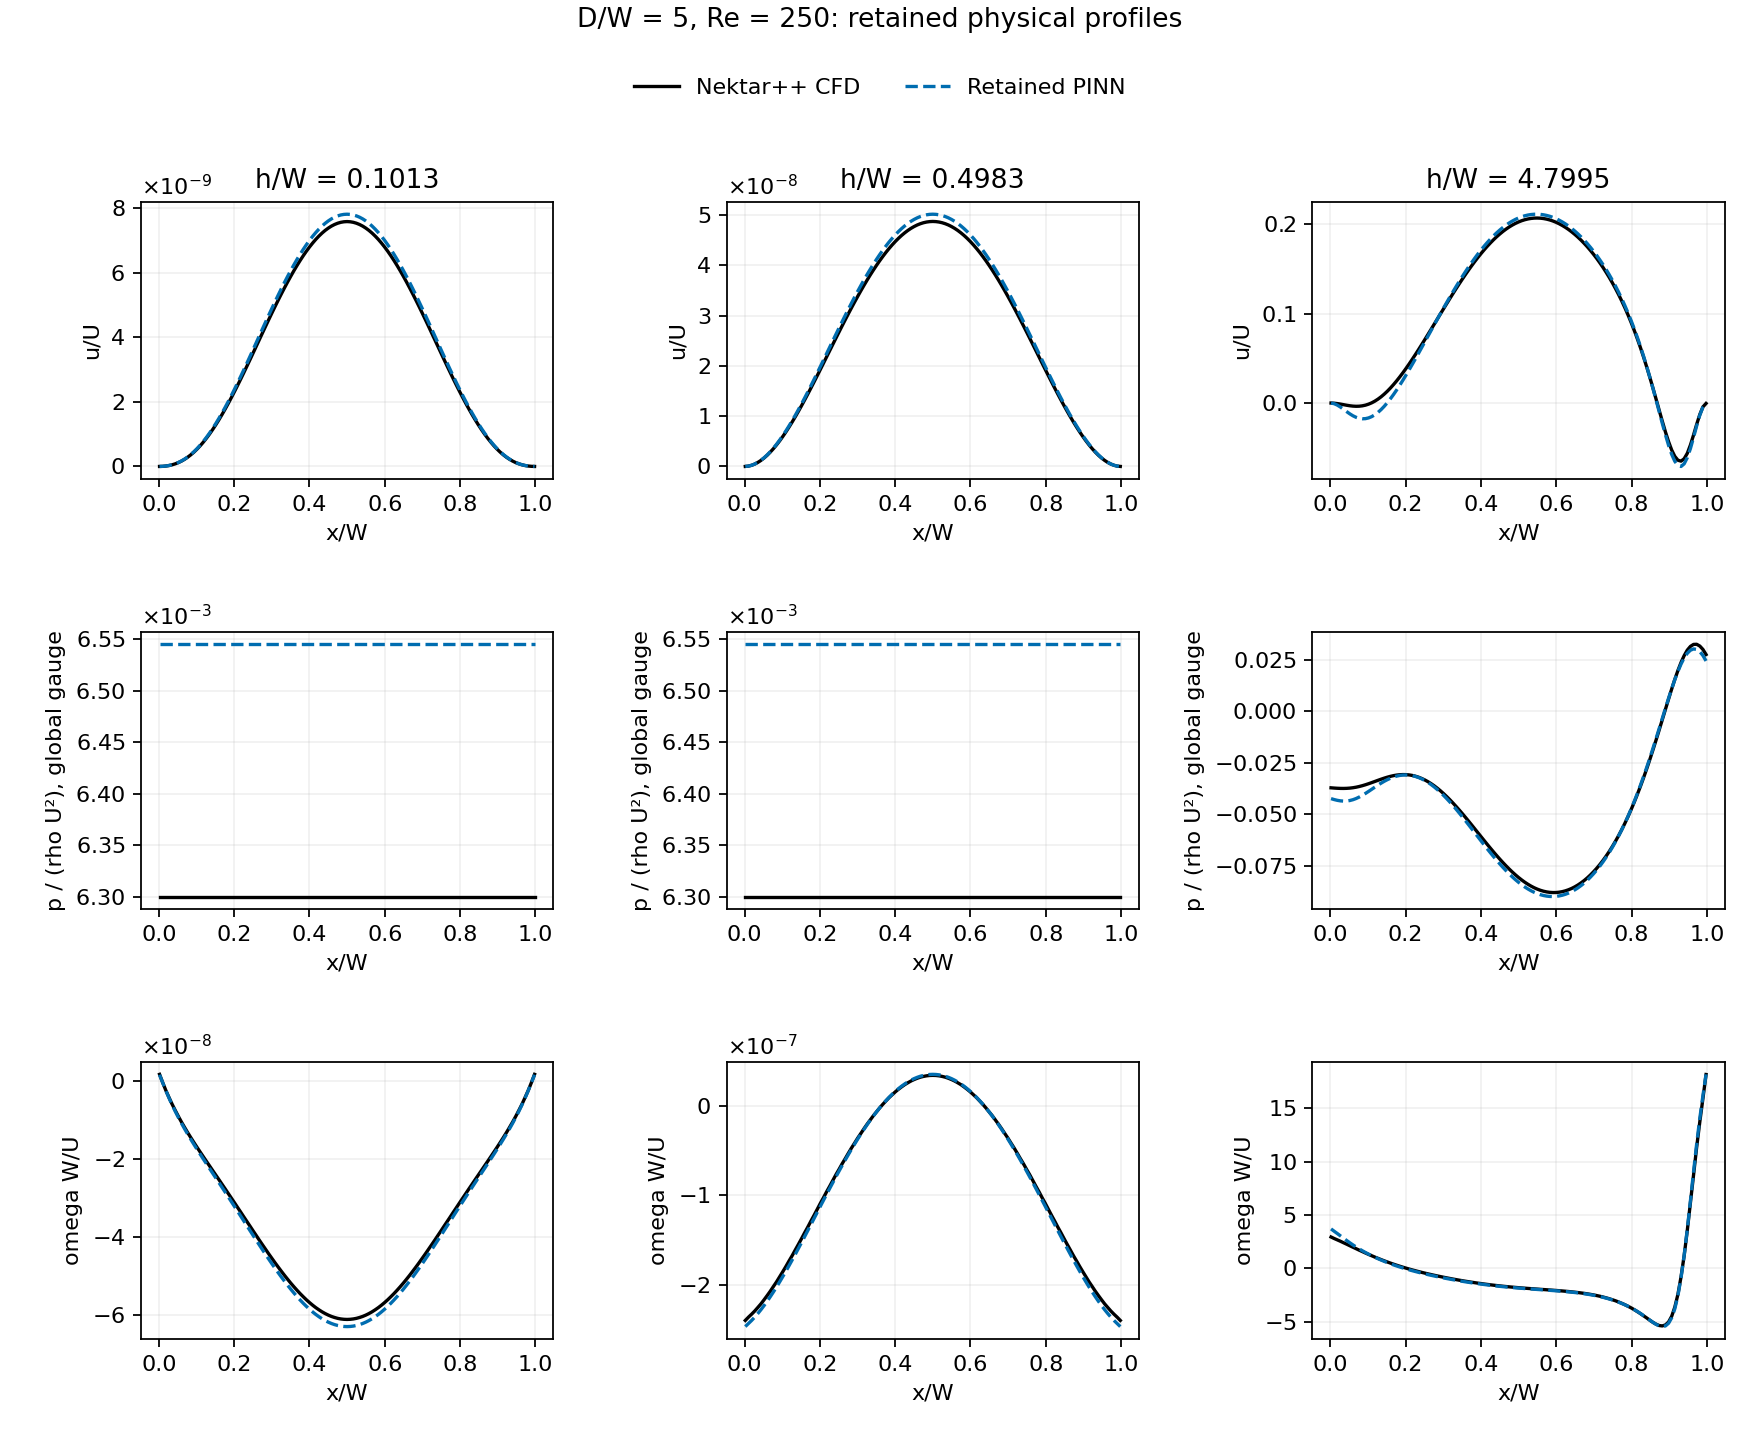 D/W = 5, Re = 250: retained physical profiles
Nektar++ CFD
Retained PINN
h/W = 0.1013
×10⁻⁹
8
6
4
2
0
u/U
0.0 0.2 0.4 0.6 0.8 1.0
x/W
h/W = 0.4983
×10⁻⁸
5
4
3
2
1
0
u/U
0.0 0.2 0.4 0.6 0.8 1.0
x/W
h/W = 4.7995
0.2
0.1
0.0
u/U
0.0 0.2 0.4 0.6 0.8 1.0
x/W
×10⁻³
6.55
6.50
6.45
6.40
6.35
6.30
p / (rho U²), global gauge
0.0 0.2 0.4 0.6 0.8 1.0
x/W
×10⁻³
6.55
6.50
6.45
6.40
6.35
6.30
p / (rho U²), global gauge
0.0 0.2 0.4 0.6 0.8 1.0
x/W
0.025
0.000
−0.025
−0.050
−0.075
p / (rho U²), global gauge
0.0 0.2 0.4 0.6 0.8 1.0
x/W
×10⁻⁸
0
−2
−4
−6
omega W/U
0.0 0.2 0.4 0.6 0.8 1.0
x/W
×10⁻⁷
0
−1
−2
omega W/U
0.0 0.2 0.4 0.6 0.8 1.0
x/W
15
10
5
0
−5
omega W/U
0.0 0.2 0.4 0.6 0.8 1.0
x/W